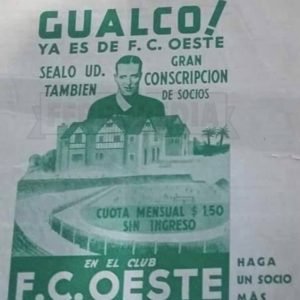 GUALCO!
YA ES DE F.C. OESTE
SEALO UD.
TAMBIEN
GRAN
CONSCRIPCION
DE SOCIOS
CUOTA MENSUAL $ 1.50
SIN INGRESO
EN EL CLUB
F.C. OESTE
HAGA
UN SOCIO
MÁS